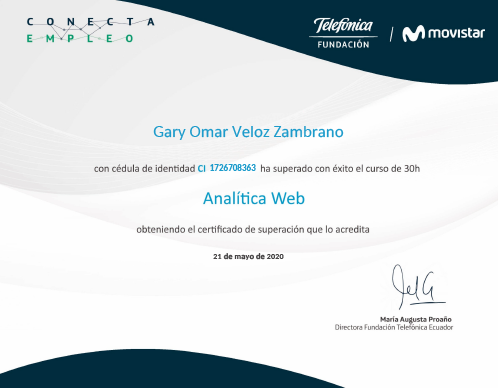 CONECTA
EMPLEO
Telefónica
FUNDACIÓN
movistar
Gary Omar Veloz Zambrano
con cédula de identidad CI 1726708363 ha superado con éxito el curso de 30h
Analítica Web
obteniendo el certificado de superación que lo acredita
21 de mayo de 2020
María Augusta Proaño
Directora Fundación Telefónica Ecuador